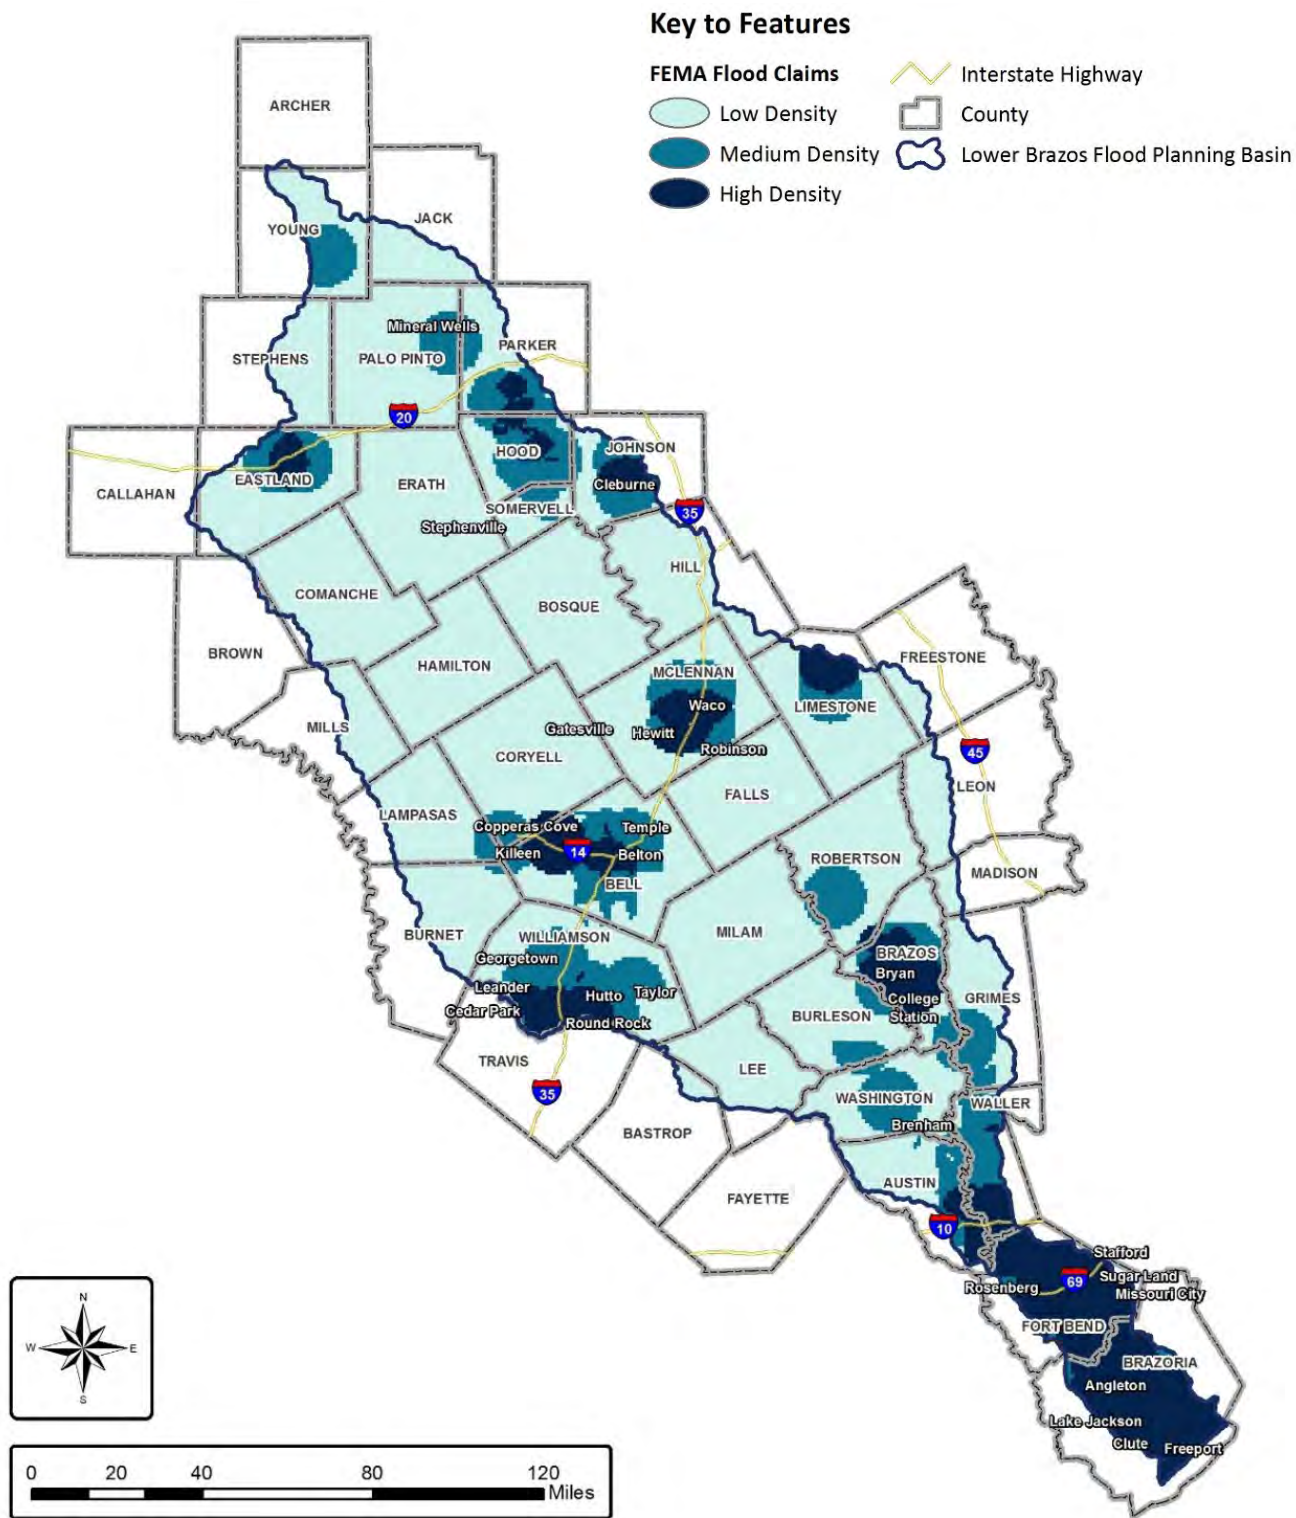 Key to Features
FEMA Flood Claims
Low Density
Medium Density
High Density
Interstate Highway
County
Lower Brazos Flood Planning Basin
ARCHER
JACK
YOUNG
Mineral Wells
PARKER
STEPHENS
PALO PINTO
20
HOOD
JOHNSON
EASTLAND
Cleburne
CALLAHAN
ERATH
SOMERVELL
35
Stephenville
HILL
COMANCHE
BOSQUE
BROWN
HAMILTON
FREESTONE
MCLENNAN
Waco
LIMESTONE
MILLS
Gatesville
Hewitt
Robinson
45
CORYELL
LEON
FALLS
LAMPASAS
Copperas Cove
Temple
Killeen
14
Belton
ROBERTSON
MADISON
BELL
BURNET
WILLIAMSON
MILAM
BRAZOS
Georgetown
Bryan
Leander
Hutto
Taylor
College
Station
GRIMES
Cedar Park
Round Rock
BURLESON
TRAVIS
LEE
35
WASHINGTON
WALLER
Brenham
BASTROP
AUSTIN
FAYETTE
10
Stafford
Rosenberg
69
Sugar Land
Missouri City
FORT BEND
BRAZORIA
Angleton
Lake Jackson
Clute
Freeport
N
W
E
S
0 20 40 80 120
Miles